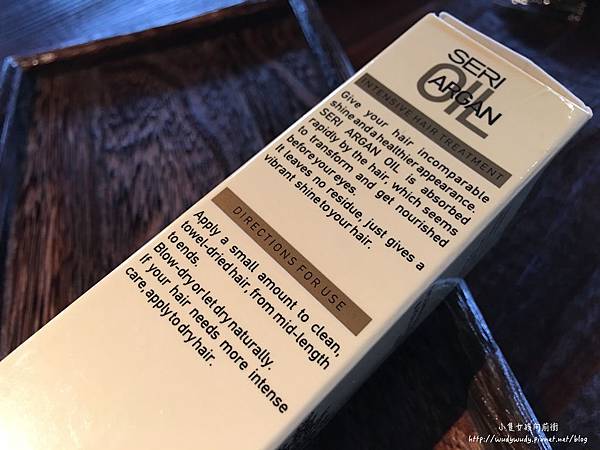 SERI
OIL
ARGAN
INTENSIVE HAIR TREATMENT
Give your hair incomparable
shine and a healthier appearance.
SERI ARGAN OIL is absorbed
rapidly by the hair, which seems
to transform and get nourished
before your eyes.
It leaves no residue, just gives a
vibrant shine to your hair.
DIRECTIONS FOR USE
Apply a small amount to clean,
towel-dried hair, from mid-length
to ends.
Blow-dry or let dry naturally.
If your hair needs more intense
care, apply to dry hair.
小隻女孩向前衝
http://wudywudy.pixnet.net/blog